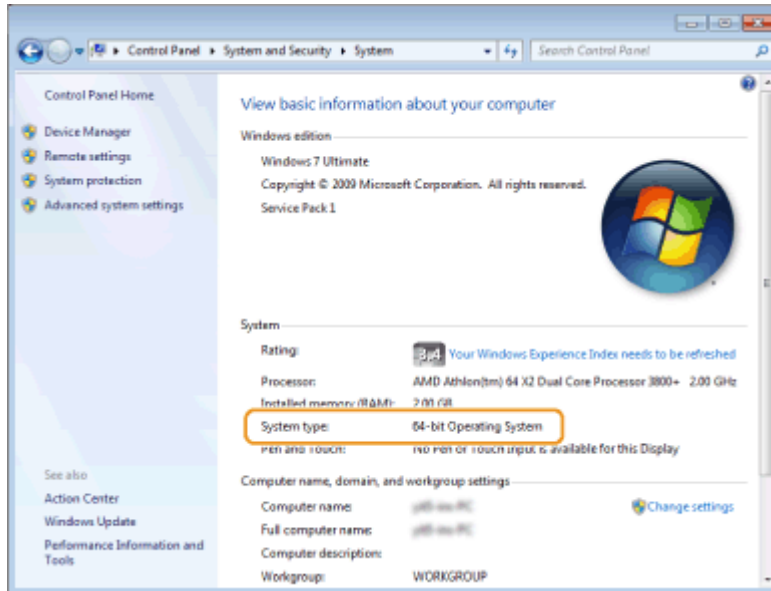 Control Panel ▸ System and Security ▸ System
Search Control Panel
Control Panel Home
Device Manager
Remote settings
System protection
Advanced system settings
View basic information about your computer
Windows edition
Windows 7 Ultimate
Copyright © 2009 Microsoft Corporation. All rights reserved.
Service Pack 1
System
Rating: 3,4 Your Windows Experience Index needs to be refreshed
Processor: AMD Athlon(tm) 64 X2 Dual Core Processor 3800+ 2.00 GHz
Installed memory (RAM): 2.00 GB
System type: 64-bit Operating System
Pen and Touch: No Pen or Touch Input is available for this Display
Computer name, domain, and workgroup settings
Computer name: Change settings
Full computer name:
Computer description:
Workgroup: WORKGROUP
See also
Action Center
Windows Update
Performance Information and
Tools